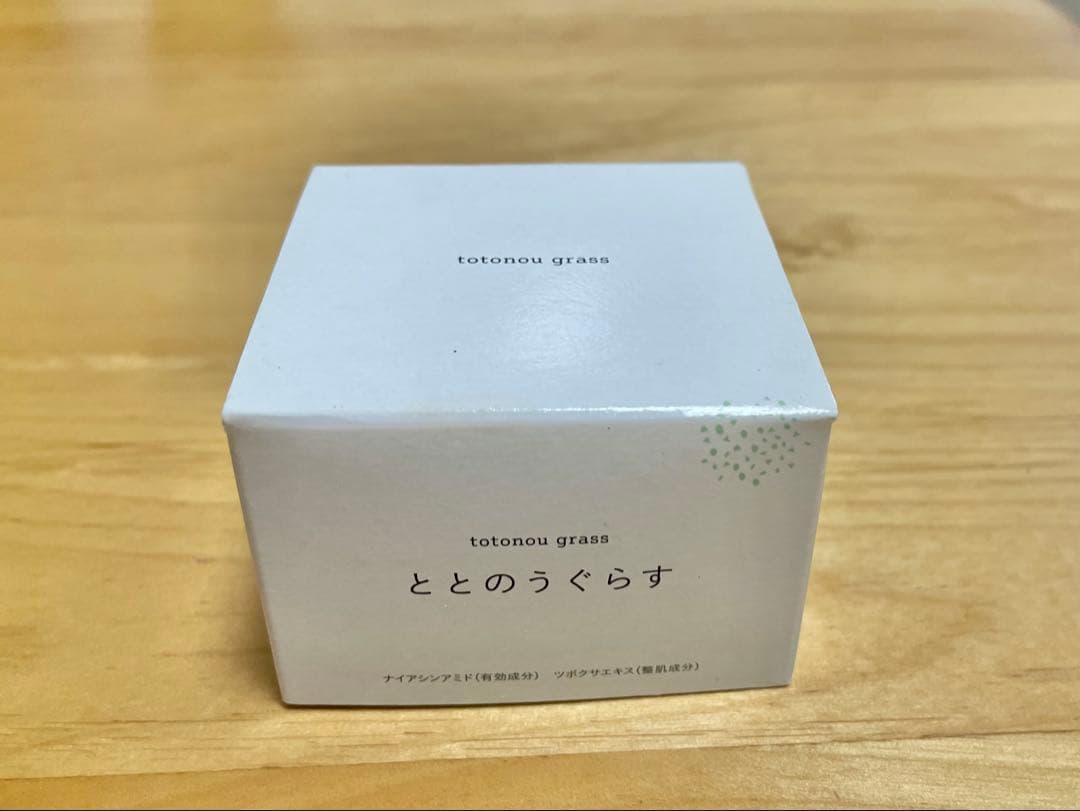 totonou grass
totonou grass
ととのうぐらす
ナイアシンアミド(有効成分) ツボクサエキス(整肌成分)